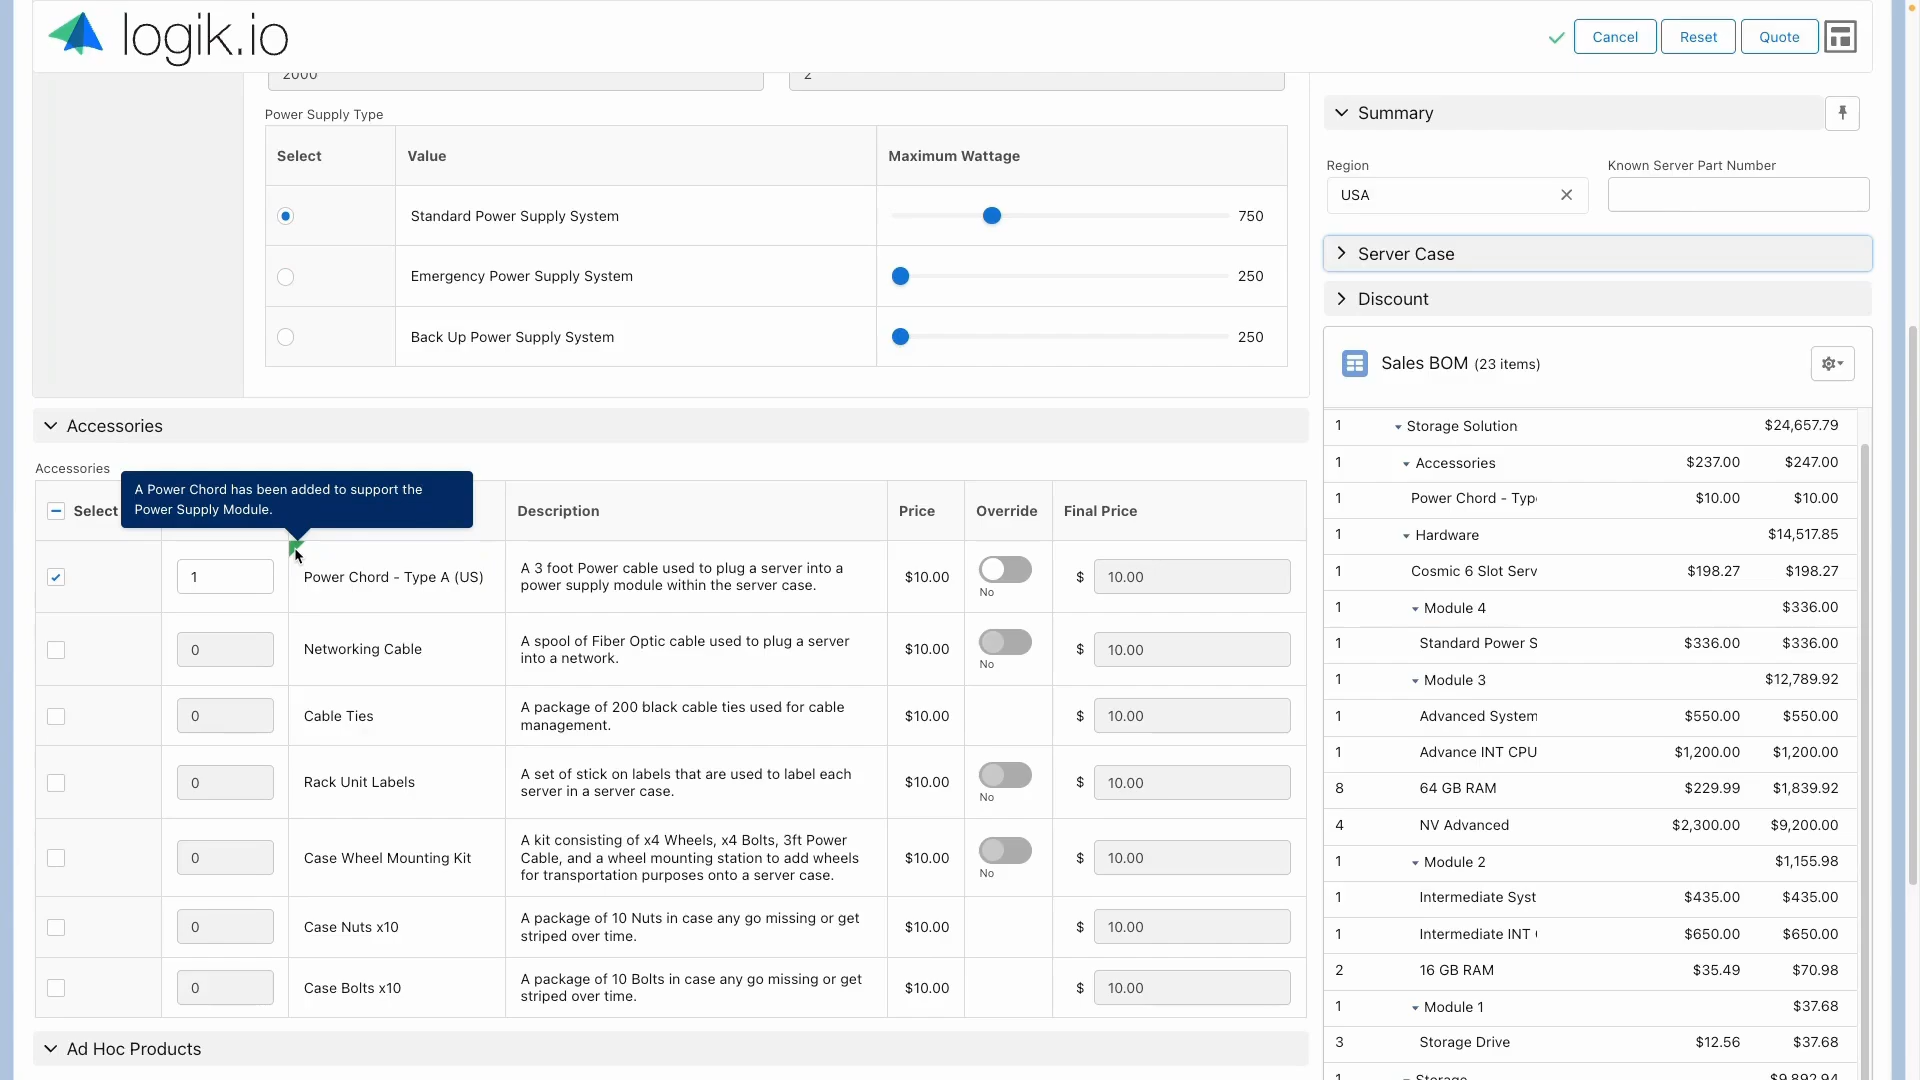 logik.io
Cancel
Reset
Quote
2000
2
Power Supply Type
Select
Value
Maximum Wattage
Standard Power Supply System
750
Emergency Power Supply System
250
Back Up Power Supply System
250
Accessories
Accessories
A Power Chord has been added to support the
Power Supply Module.
Select
Description
Price
Override
Final Price
1
Power Chord - Type A (US)
A 3 foot Power cable used to plug a server into a
power supply module within the server case.
$10.00
No
$
10.00
0
Networking Cable
A spool of Fiber Optic cable used to plug a server
into a network.
$10.00
No
$
10.00
0
Cable Ties
A package of 200 black cable ties used for cable
management.
$10.00
$
10.00
0
Rack Unit Labels
A set of stick on labels that are used to label each
server in a server case.
$10.00
No
$
10.00
0
Case Wheel Mounting Kit
A kit consisting of x4 Wheels, x4 Bolts, 3ft Power
Cable, and a wheel mounting station to add wheels
for transportation purposes onto a server case.
$10.00
No
$
10.00
0
Case Nuts x10
A package of 10 Nuts in case any go missing or get
striped over time.
$10.00
$
10.00
0
Case Bolts x10
A package of 10 Bolts in case any go missing or get
striped over time.
$10.00
$
10.00
Ad Hoc Products
Summary
Region
Known Server Part Number
USA
Server Case
Discount
Sales BOM (23 items)
1 Storage Solution $24,657.79
1 Accessories $237.00 $247.00
1 Power Chord - Typ $10.00 $10.00
1 Hardware $14,517.85
1 Cosmic 6 Slot Serv $198.27 $198.27
1 Module 4 $336.00
1 Standard Power S $336.00 $336.00
1 Module 3 $12,789.92
1 Advanced System $550.00 $550.00
1 Advance INT CPU $1,200.00 $1,200.00
8 64 GB RAM $229.99 $1,839.92
4 NV Advanced $2,300.00 $9,200.00
1 Module 2 $1,155.98
1 Intermediate Syst $435.00 $435.00
1 Intermediate INT $650.00 $650.00
2 16 GB RAM $35.49 $70.98
1 Module 1 $37.68
3 Storage Drive $12.56 $37.68
1 Storage $9,892.94